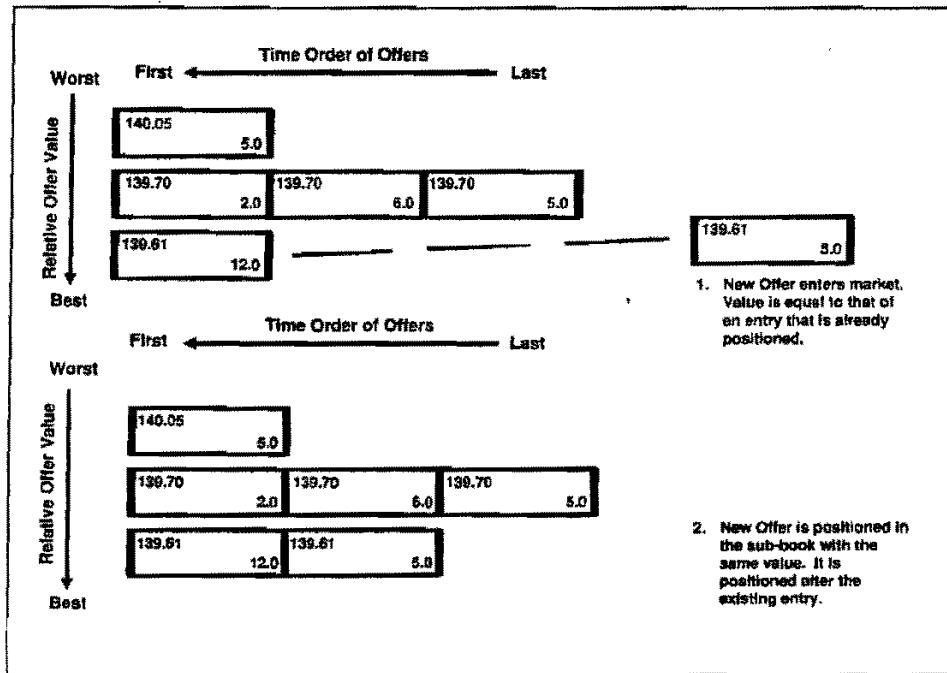 Time Order of Offers
Worst First Last
Relative Offer Value
140.05
5.0
139.70 139.70 139.70
2.0 6.0 5.0
139.61 139.61
12.0 5.0
Best
1. New Offer enters market.
Value is equal to that of
an entry that is already
positioned.
Time Order of Offers
First Last
Worst
Relative Offer Value
140.05
5.0
139.70 139.70 139.70
2.0 6.0 5.0
139.61 139.61
12.0 5.0
Best
2. New Offer is positioned in
the sub-book with the
same value. It is
positioned after the
existing entry.